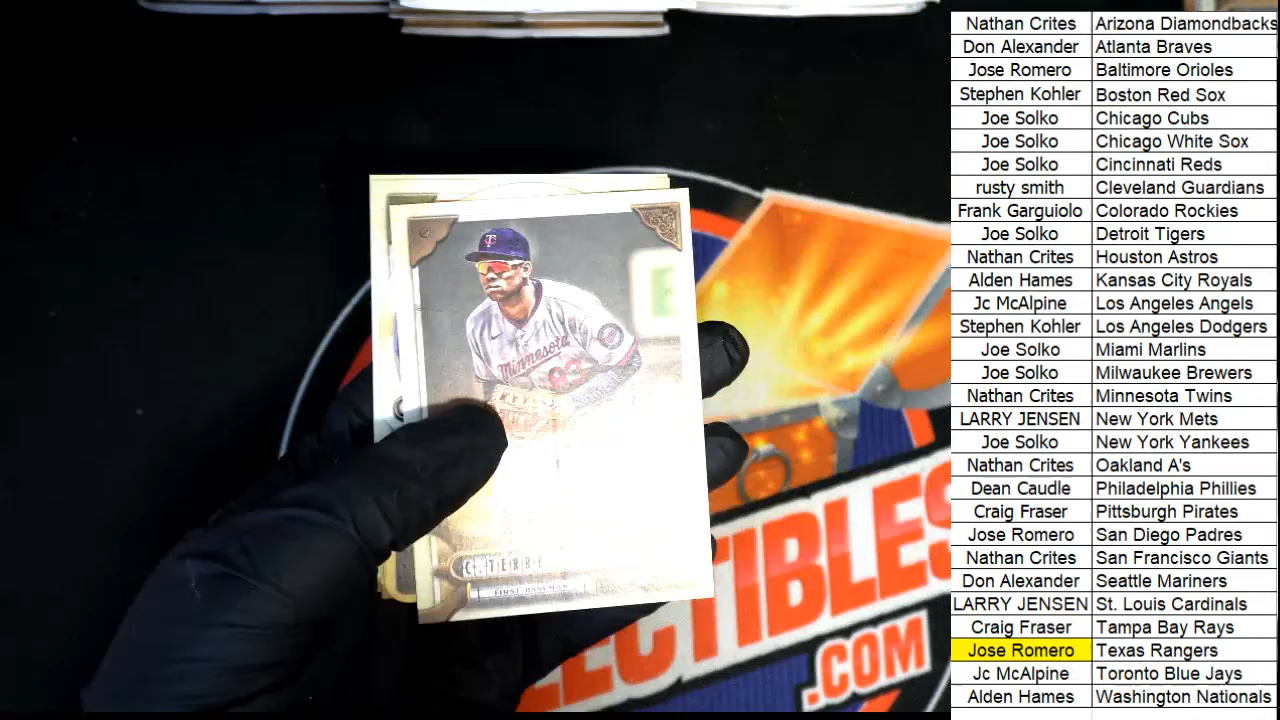 Nathan Crites Arizona Diamondbacks
Don Alexander Atlanta Braves
Jose Romero Baltimore Orioles
Stephen Kohler Boston Red Sox
Joe Solko Chicago Cubs
Joe Solko Chicago White Sox
Joe Solko Cincinnati Reds
rusty smith Cleveland Guardians
Frank Garguiolo Colorado Rockies
Joe Solko Detroit Tigers
Nathan Crites Houston Astros
Alden Hames Kansas City Royals
Jc McAlpine Los Angeles Angels
Stephen Kohler Los Angeles Dodgers
Joe Solko Miami Marlins
Joe Solko Milwaukee Brewers
Nathan Crites Minnesota Twins
LARRY JENSEN New York Mets
Joe Solko New York Yankees
Nathan Crites Oakland A's
Dean Caudle Philadelphia Phillies
Craig Fraser Pittsburgh Pirates
Jose Romero San Diego Padres
Nathan Crites San Francisco Giants
Don Alexander Seattle Mariners
LARRY JENSEN St. Louis Cardinals
Craig Fraser Tampa Bay Rays
Jose Romero Texas Rangers
Jc McAlpine Toronto Blue Jays
Alden Hames Washington Nationals
T
Minnesota
C. TERRY
FIRST BASEMAN
ECTIBLES
.COM